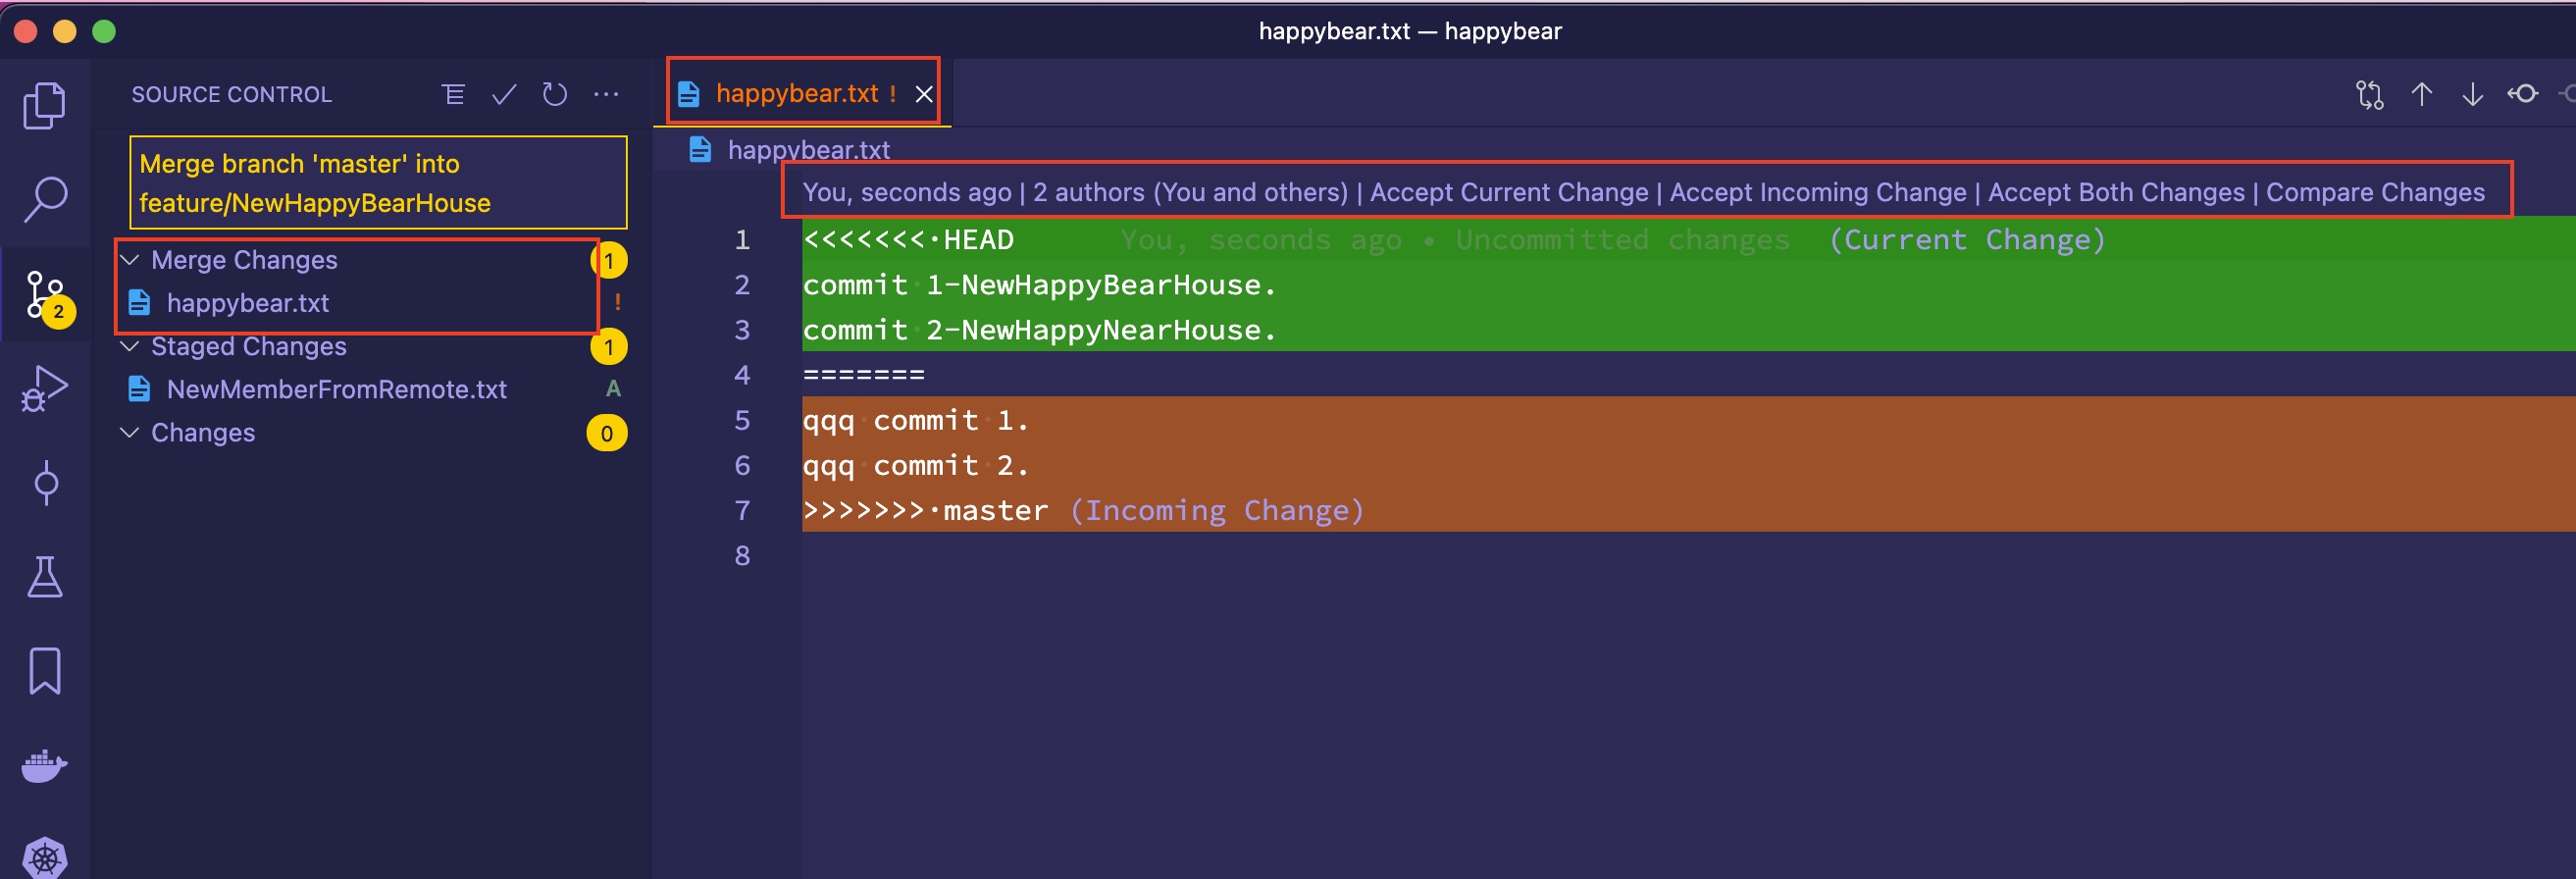 happybear.txt — happybear
SOURCE CONTROL
happybear.txt !
Merge branch 'master' into
feature/NewHappyBearHouse
happybear.txt
Merge Changes 1
happybear.txt !
Staged Changes 1
NewMemberFromRemote.txt A
Changes 0
2
You, seconds ago | 2 authors (You and others) | Accept Current Change | Accept Incoming Change | Accept Both Changes | Compare Changes
1 <<<<<<<·HEAD You, seconds ago • Uncommitted changes (Current Change)
2 commit·1-NewHappyBearHouse.
3 commit·2-NewHappyNearHouse.
4 =======
5 qqq·commit·1.
6 qqq·commit·2.
7 >>>>>>>·master (Incoming Change)
8